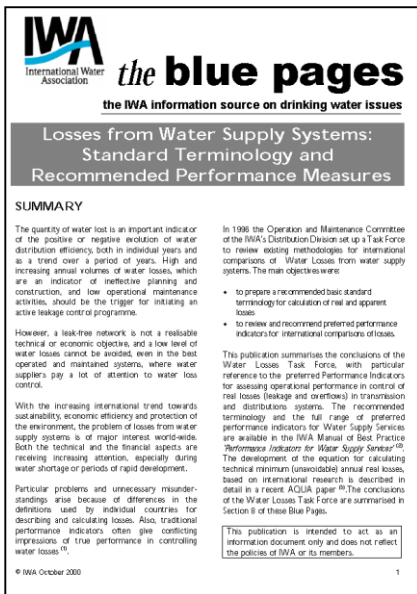 IWA
International Water
Association
the blue pages
the IWA information source on drinking water issues
Losses from Water Supply Systems:
Standard Terminology and
Recommended Performance Measures
SUMMARY
The quantity of water lost is an important indicator
of the positive or negative evolution of water
distribution efficiency, both in individual years and
as a trend over a period of years. High and
increasing annual volumes of water losses, which
are an indicator of ineffective planning and
construction, and low operational maintenance
activities, should be the trigger for initiating an
active leakage control programme.
However, a leak-free network is not a realisable
technical or economic objective, and a low level of
water losses cannot be avoided, even in the best
operated and maintained systems, where water
suppliers pay a lot of attention to water loss
control.
With the increasing international trend towards
sustainability, economic efficiency and protection of
the environment, the problem of losses from water
supply systems is of major interest world-wide.
Both the technical and the financial aspects are
receiving increasing attention, especially during
water shortage or periods of rapid development.
Particular problems and unnecessary misunder-
standings arise because of differences in the
definitions used by individual countries for
describing and calculating losses. Also, traditional
performance indicators often give conflicting
impressions of true performance in controlling
water losses (1).
In 1996 the Operation and Maintenance Committee
of the IWA's Distribution Division set up a Task Force
to review existing methodologies for international
comparisons of Water Losses from water supply
systems. The main objectives were:
• to prepare a recommended basic standard
terminology for calculation of real and apparent
losses
• to review and recommend preferred performance
indicators for international comparisons of losses.
This publication summarises the conclusions of the
Water Losses Task Force, with particular
reference to the preferred Performance Indicators
for assessing operational performance in control of
real losses (leakage and overflows) in transmission
and distributions systems. The recommended
terminology and the full range of preferred
performance indicators for Water Supply Services
are available in the IWA Manual of Best Practice
'Performance Indicators for Water Supply Services' (2).
The development of the equation for calculating
technical minimum (unavoidable) annual real losses,
based on international research is described in
detail in a recent AQUA paper. The conclusions
of the Water Losses Task Force are summarised in
Section 8 of these Blue Pages.
This publication is intended to act as an
information document only and does not reflect
the policies of IWA or its members.
© IWA October 2000 1